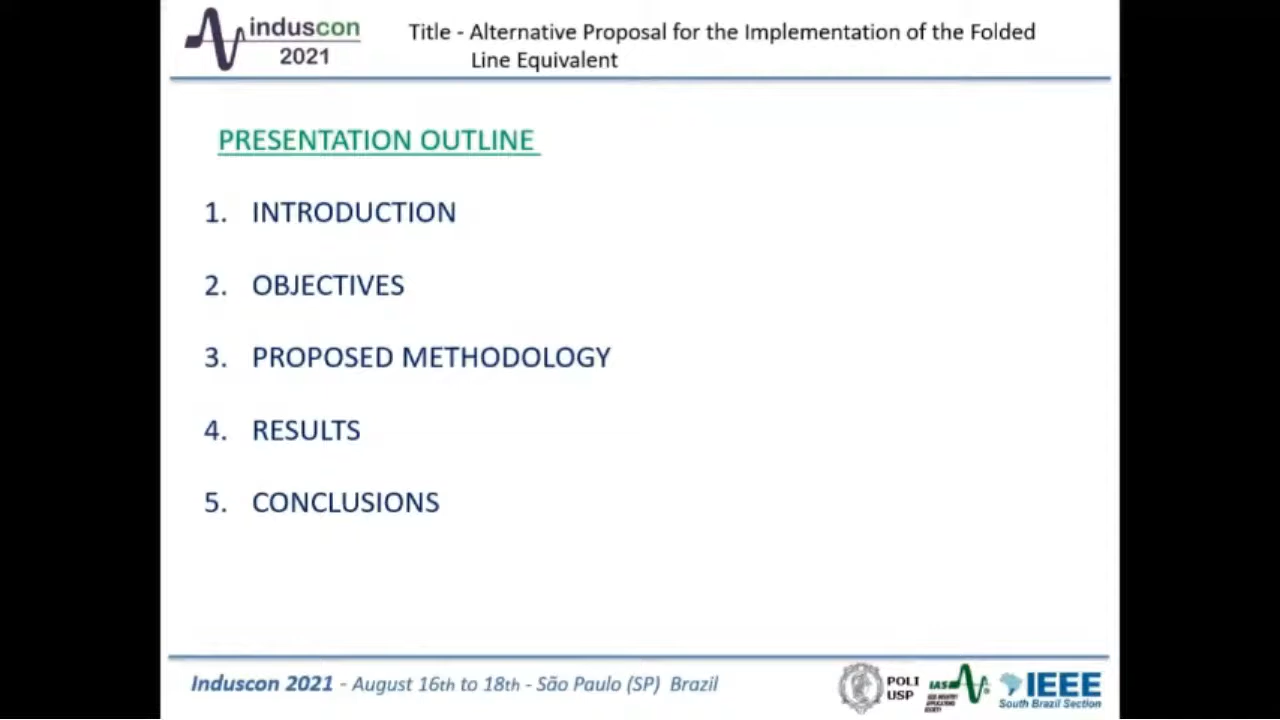 induscon
2021
Title - Alternative Proposal for the Implementation of the Folded
Line Equivalent
PRESENTATION OUTLINE
1. INTRODUCTION
2. OBJECTIVES
3. PROPOSED METHODOLOGY
4. RESULTS
5. CONCLUSIONS
Induscon 2021 - August 16th to 18th - São Paulo (SP) Brazil
POLI
USP
IAS
IEEE
South Brazil Section